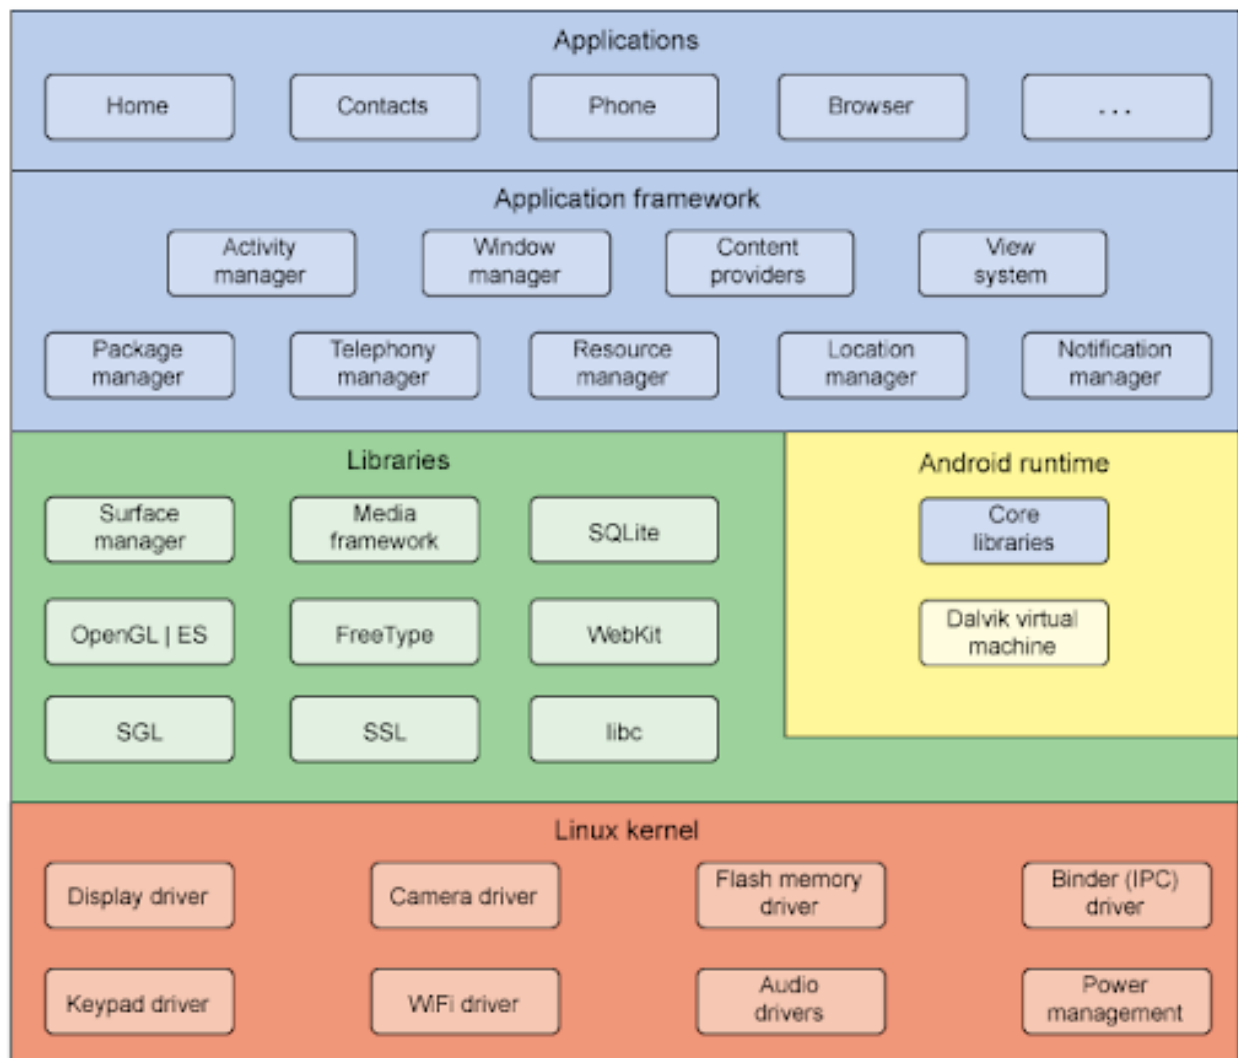 Applications
Home
Contacts
Phone
Browser
...
Application framework
Activity
manager
Window
manager
Content
providers
View
system
Package
manager
Telephony
manager
Resource
manager
Location
manager
Notification
manager
Libraries
Surface
manager
Media
framework
SQLite
OpenGL | ES
FreeType
WebKit
SGL
SSL
libc
Android runtime
Core
libraries
Dalvik virtual
machine
Linux kernel
Display driver
Camera driver
Flash memory
driver
Binder (IPC)
driver
Keypad driver
WiFi driver
Audio
drivers
Power
management